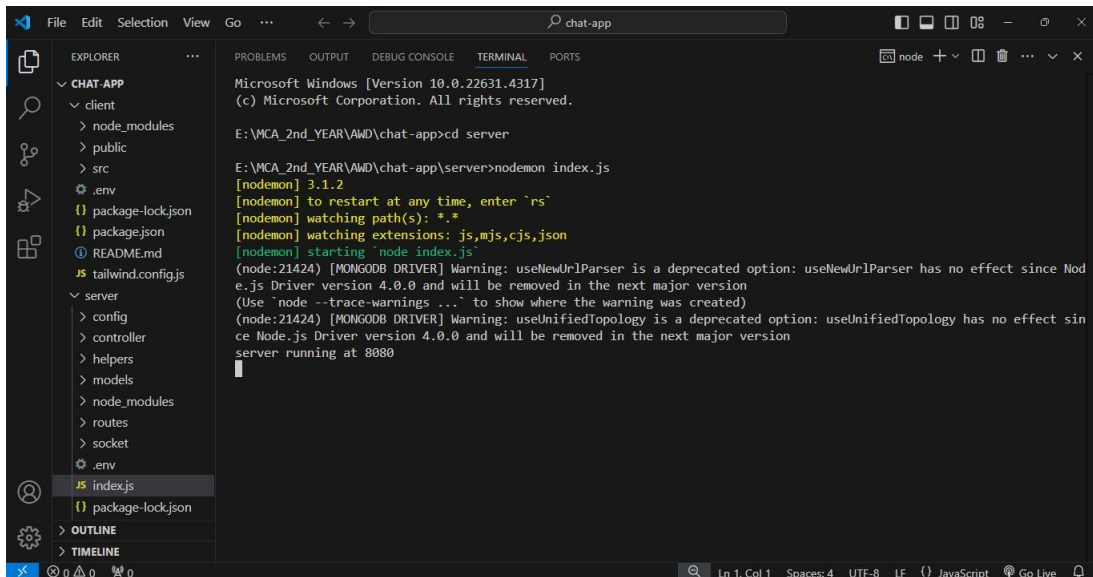 File Edit Selection View Go ... chat-app
EXPLORER ...
CHAT-APP
client
node_modules
public
src
.env
{} package-lock.json
{} package.json
README.md
JS tailwind.config.js
server
config
controller
helpers
models
node_modules
routes
socket
.env
JS index.js
{} package-lock.json
OUTLINE
TIMELINE
PROBLEMS OUTPUT DEBUG CONSOLE TERMINAL PORTS node
Microsoft Windows [Version 10.0.22631.4317]
(c) Microsoft Corporation. All rights reserved.
E:\MCA_2nd_YEAR\AWD\chat-app>cd server
E:\MCA_2nd_YEAR\AWD\chat-app\server>nodemon index.js
[nodemon] 3.1.2
[nodemon] to restart at any time, enter `rs`
[nodemon] watching path(s): *.*
[nodemon] watching extensions: js,mjs,cjs,json
[nodemon] starting `node index.js`
(node:21424) [MONGODB DRIVER] Warning: useNewUrlParser is a deprecated option: useNewUrlParser has no effect since Nod
e.js Driver version 4.0.0 and will be removed in the next major version
(Use `node --trace-warnings ...` to show where the warning was created)
(node:21424) [MONGODB DRIVER] Warning: useUnifiedTopology is a deprecated option: useUnifiedTopology has no effect sin
ce Node.js Driver version 4.0.0 and will be removed in the next major version
server running at 8080
0 0 0 Ln 1, Col 1 Spaces: 4 UTF-8 LF {} JavaScript Go Live